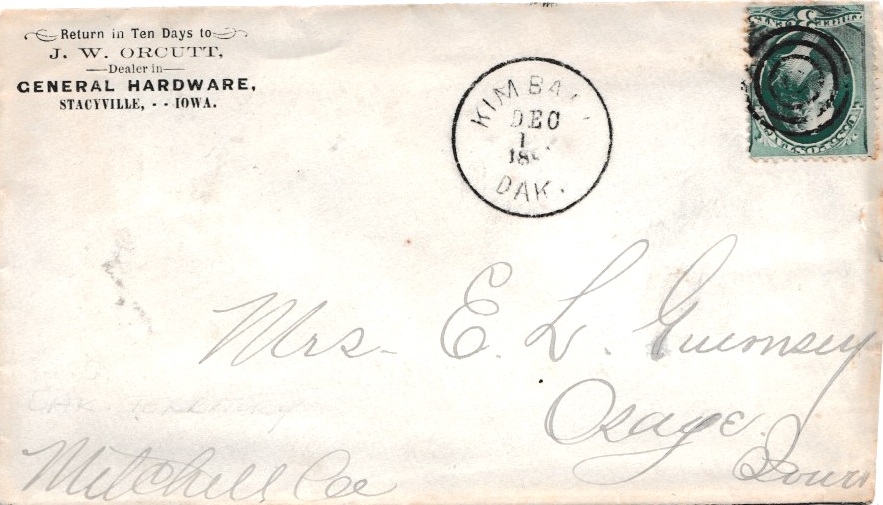 Return in Ten Days to
J. W. ORCUTT,
Dealer in
GENERAL HARDWARE,
STACYVILLE, - - IOWA.
DEC
1
DAK.
Mrs - E. L. Guernsey
Osage.
Iowa
Mitchell Co